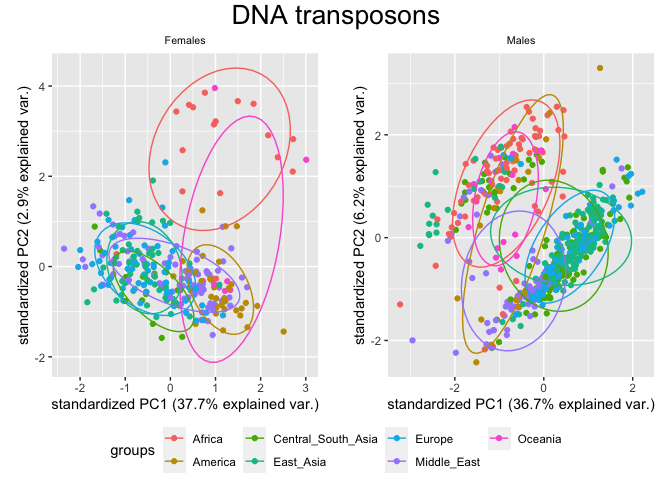 DNA transposons
Females
Males
standardized PC2 (2.9% explained var.)
4
2
0
-2
-2
-1
0
1
2
3
standardized PC1 (37.7% explained var.)
standardized PC2 (6.2% explained var.)
2
0
-2
-2
0
2
standardized PC1 (36.7% explained var.)
groups
Africa
America
Central_South_Asia
East_Asia
Europe
Middle_East
Oceania